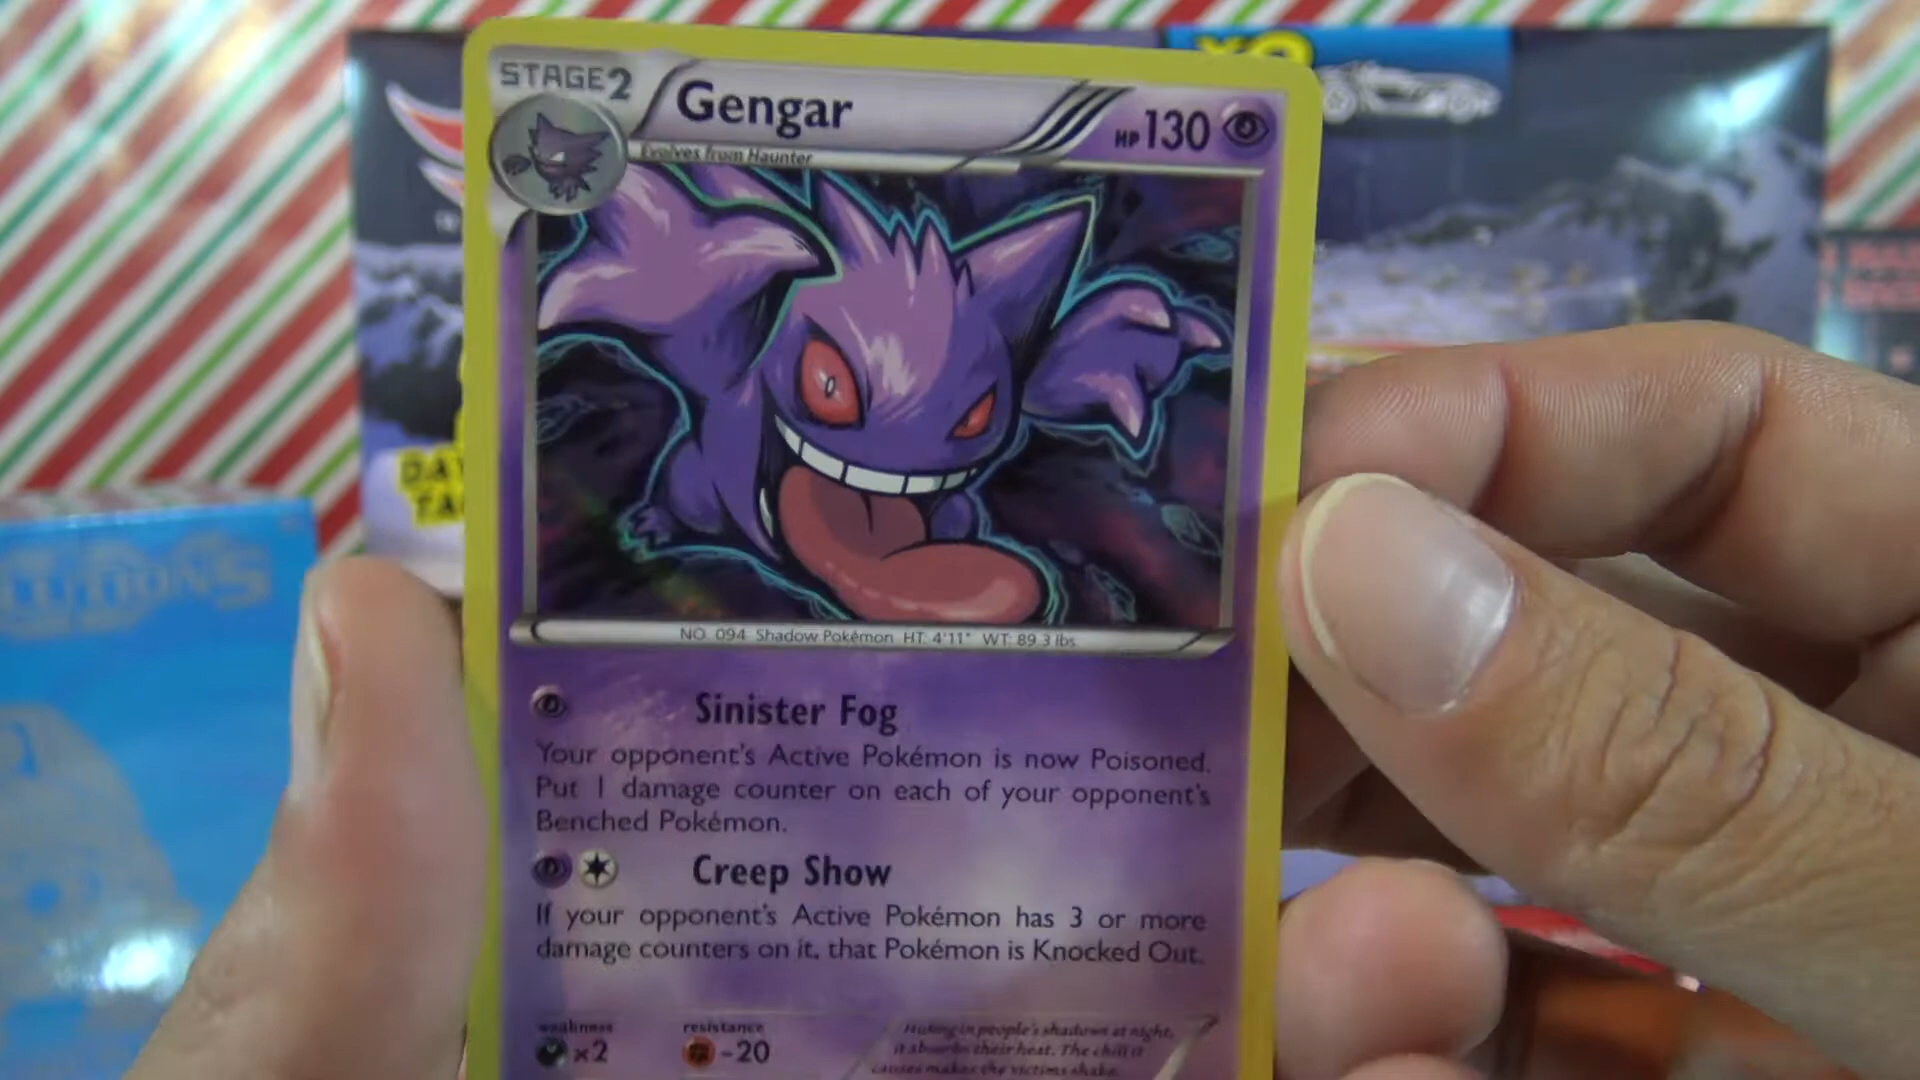 STAGE2
Gengar
HP130
Evolves from Haunter
NO. 094 Shadow Pokémon HT: 4'11" WT: 89.3 lbs.
Sinister Fog
Your opponent's Active Pokémon is now Poisoned.
Put 1 damage counter on each of your opponent's
Benched Pokémon.
Creep Show
If your opponent's Active Pokémon has 3 or more
damage counters on it, that Pokémon is Knocked Out.
weakness
×2
resistance
-20
Hiding in people's shadows at night,
it absorbs their heat. The chill it
causes makes the victims shake.